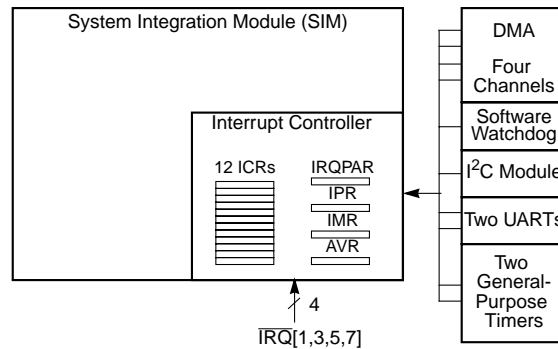 System Integration Module (SIM)
Interrupt Controller
12 ICRs
IRQPAR
IPR
IMR
AVR
4
IRQ[1,3,5,7]
DMA
Four
Channels
Software
Watchdog
I2C Module
Two UARTs
Two
General-
Purpose
Timers